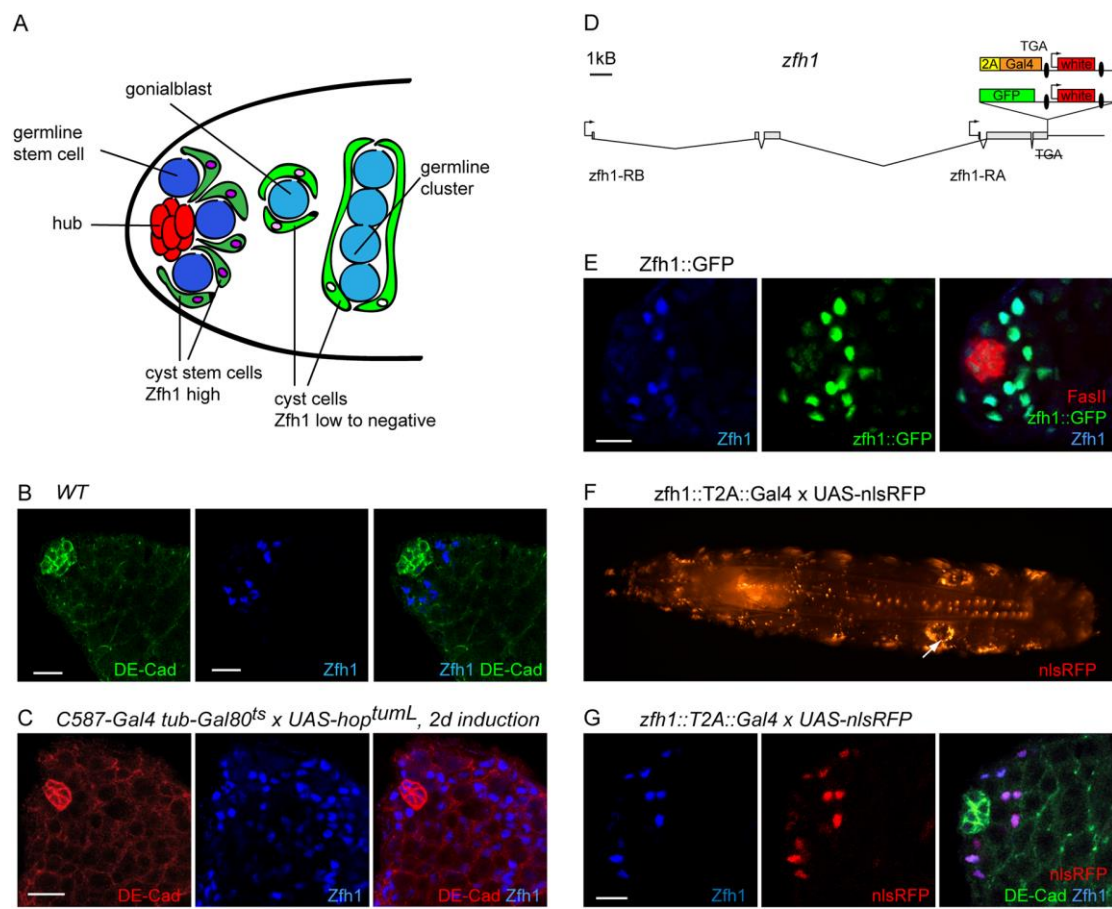 A
gonialblast
germline
stem cell
germline
cluster
hub
cyst stem cells
Zfh1 high
cyst cells
Zfh1 low to negative
B WT
DE-Cad
Zfh1
Zfh1 DE-Cad
C C587-Gal4 tub-Gal80ts x UAS-hoptumL, 2d induction
DE-Cad
Zfh1
DE-Cad Zfh1
D
1kB
zfh1
TGA
2A Gal4 white
GFP white
TGA
zfh1-RB
zfh1-RA
E Zfh1::GFP
Zfh1
zfh1::GFP
FasII
zfh1::GFP
Zfh1
F zfh1::T2A::Gal4 x UAS-nlsRFP
nlsRFP
G zfh1::T2A::Gal4 x UAS-nlsRFP
Zfh1
nlsRFP
nlsRFP
DE-Cad Zfh1